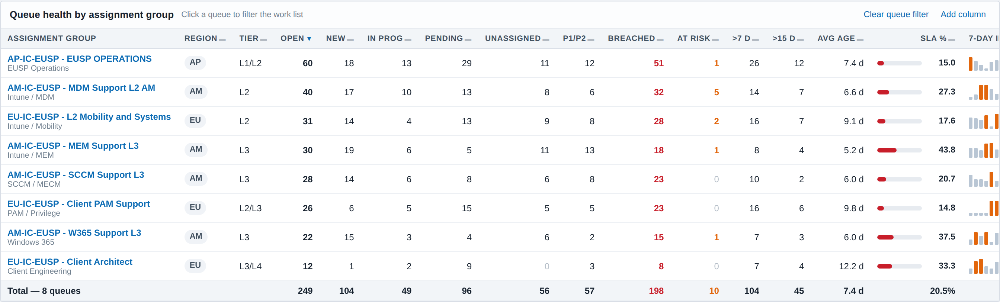 Queue health by assignment group Click a queue to filter the work list Clear queue filter Add column
ASSIGNMENT GROUP REGION TIER OPEN ▼ NEW IN PROG PENDING UNASSIGNED P1/P2 BREACHED AT RISK >7 D >15 D AVG AGE SLA % 7-DAY
AP-IC-EUSP - EUSP OPERATIONS AP L1/L2 60 18 13 29 11 12 51 1 26 12 7.4 d 15.0
EUSP Operations
AM-IC-EUSP - MDM Support L2 AM AM L2 40 17 10 13 8 6 32 5 14 7 6.6 d 27.3
Intune / MDM
EU-IC-EUSP - L2 Mobility and Systems EU L2 31 14 4 13 9 8 28 2 16 7 9.1 d 17.6
Intune / Mobility
AM-IC-EUSP - MEM Support L3 AM L3 30 19 6 5 11 13 18 1 8 4 5.2 d 43.8
Intune / MEM
AM-IC-EUSP - SCCM Support L3 AM L3 28 14 6 8 6 8 23 0 10 2 6.0 d 20.7
SCCM / MECM
EU-IC-EUSP - Client PAM Support EU L2/L3 26 6 5 15 5 5 23 0 16 6 9.8 d 14.8
PAM / Privilege
AM-IC-EUSP - W365 Support L3 AM L3 22 15 3 4 6 2 15 1 7 3 6.0 d 37.5
Windows 365
EU-IC-EUSP - Client Architect EU L3/L4 12 1 2 9 0 3 8 0 7 4 12.2 d 33.3
Client Engineering
Total — 8 queues 249 104 49 96 56 57 198 10 104 45 7.4 d 20.5%